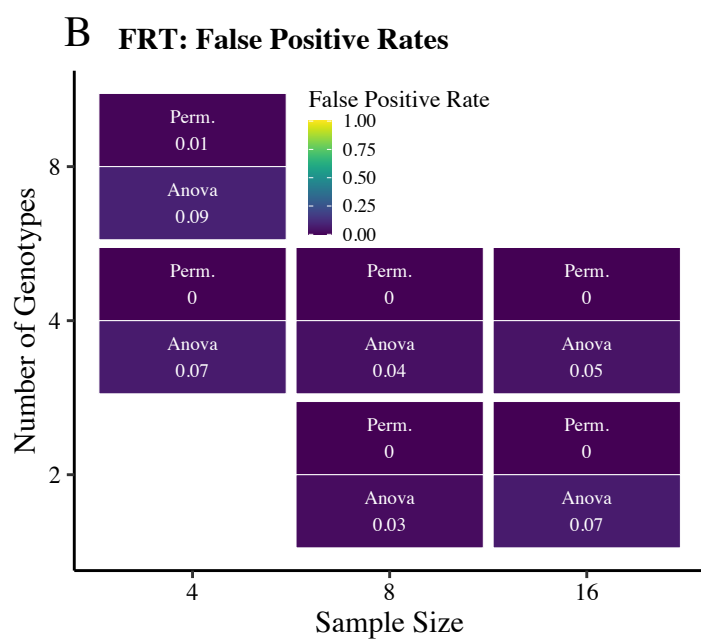 B FRT: False Positive Rates
False Positive Rate
1.00
0.75
0.50
0.25
0.00
Number of Genotypes
8
4
2
Perm.
0.01
Anova
0.09
Perm.
0
Anova
0.07
Perm.
0
Anova
0.04
Perm.
0
Anova
0.05
Perm.
0
Anova
0.03
Perm.
0
Anova
0.07
4
8
16
Sample Size